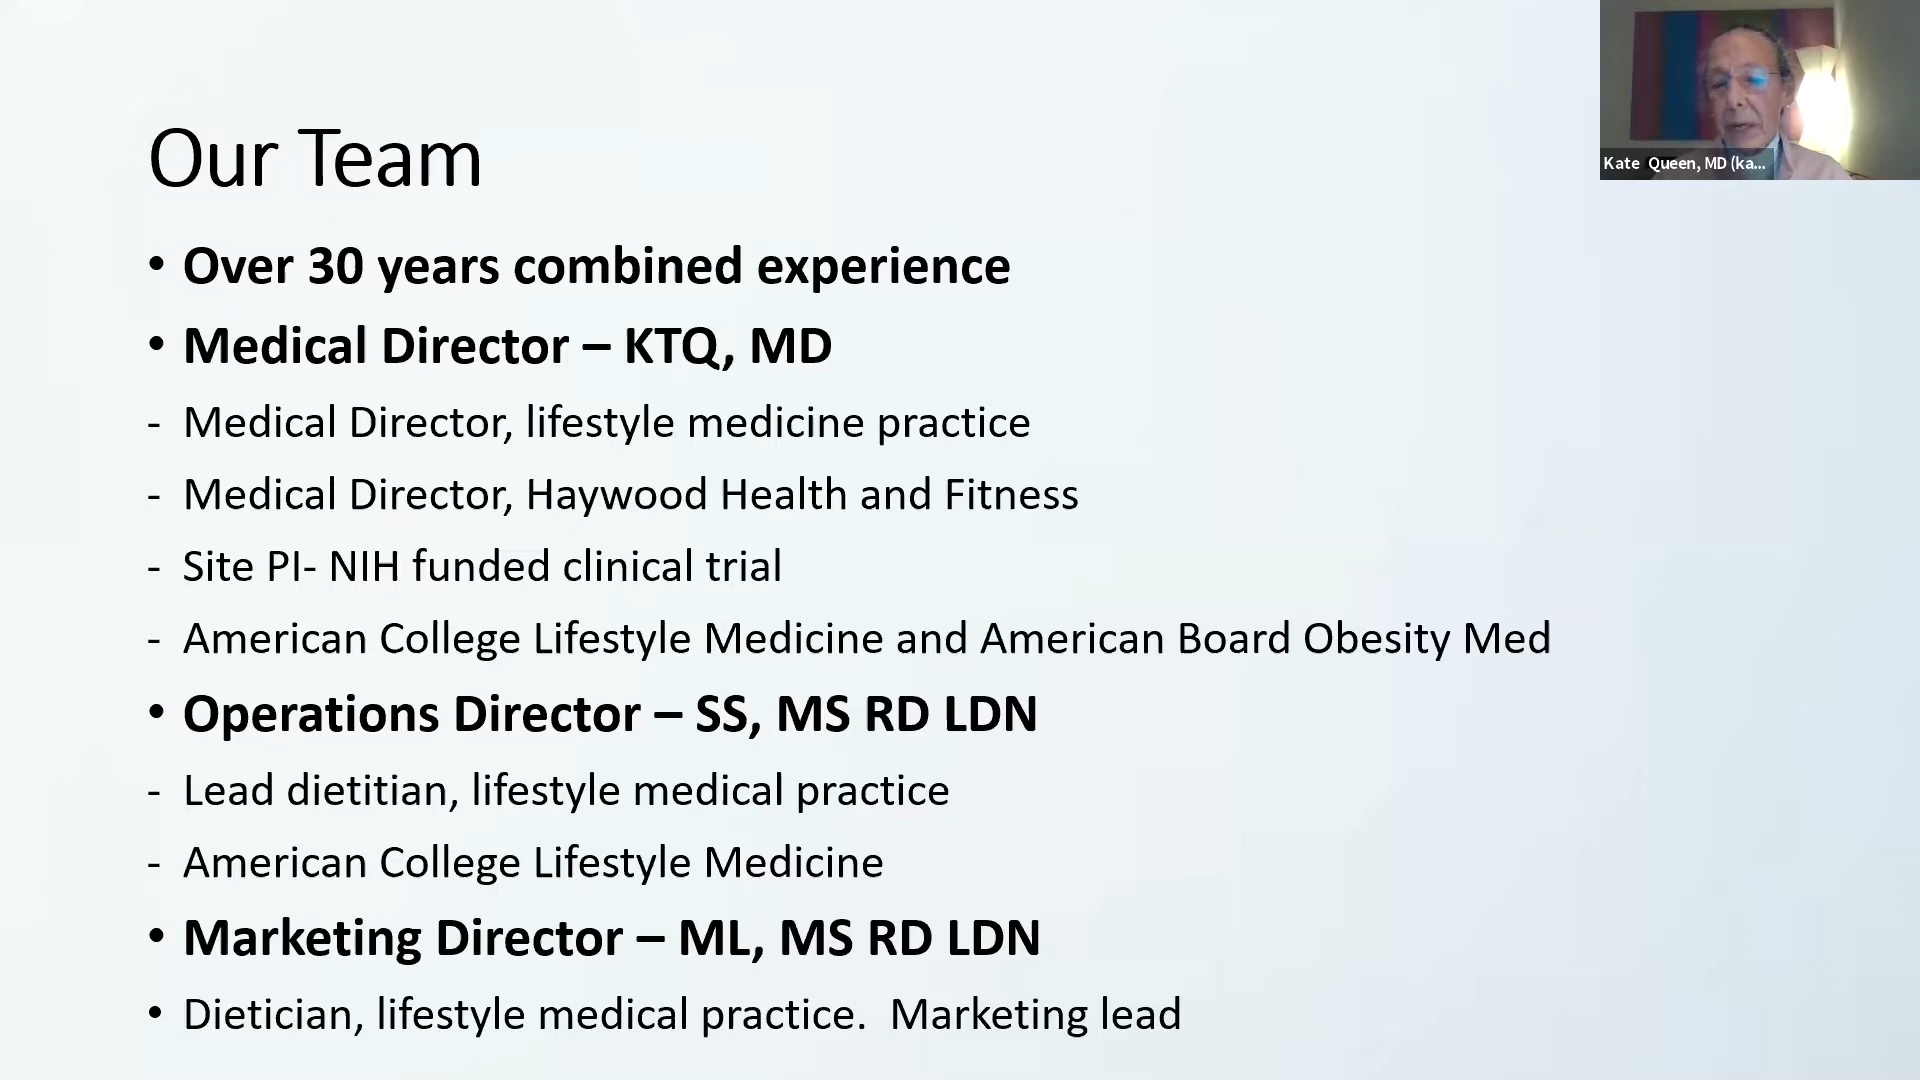 Our Team
• Over 30 years combined experience
• Medical Director – KTQ, MD
- Medical Director, lifestyle medicine practice
- Medical Director, Haywood Health and Fitness
- Site PI- NIH funded clinical trial
- American College Lifestyle Medicine and American Board Obesity Med
• Operations Director – SS, MS RD LDN
- Lead dietitian, lifestyle medical practice
- American College Lifestyle Medicine
• Marketing Director – ML, MS RD LDN
• Dietician, lifestyle medical practice.  Marketing lead
Kate  Queen, MD (ka...